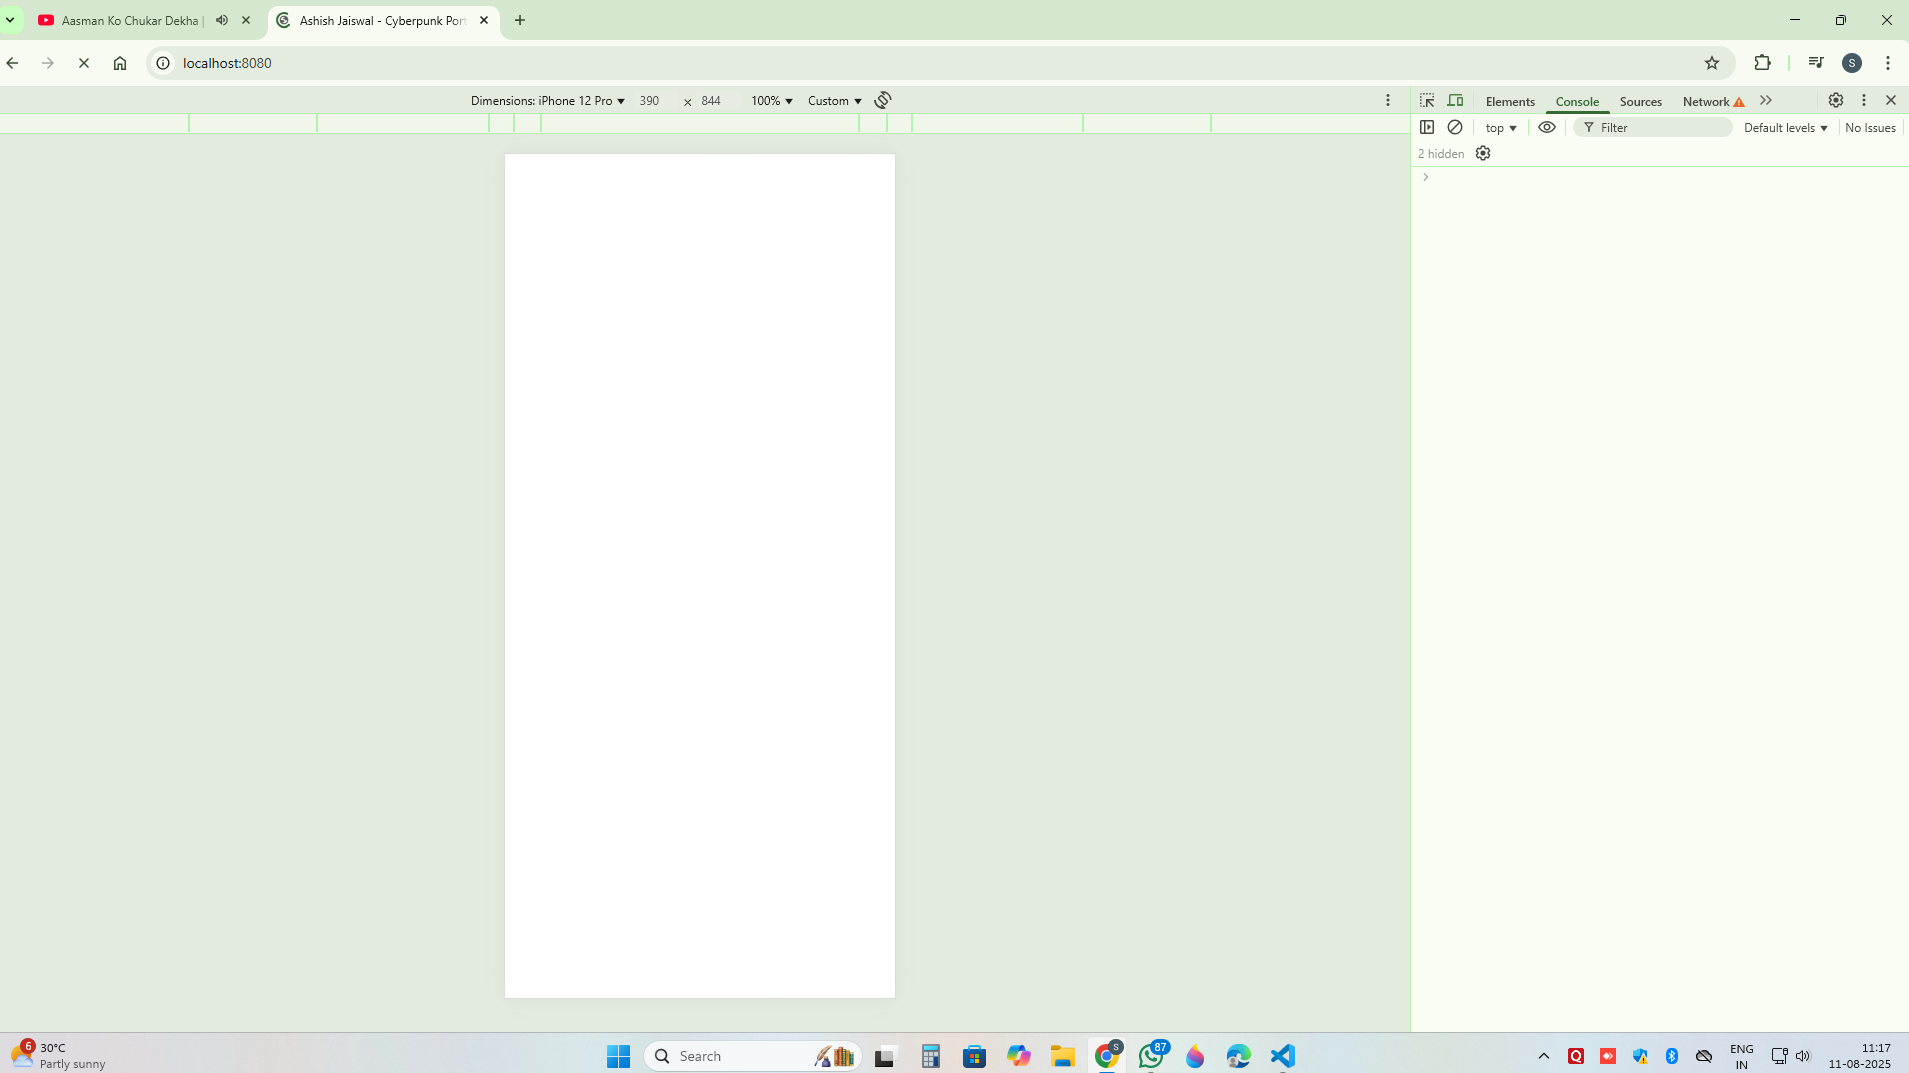 Aasman Ko Chukar Dekha |
Ashish Jaiswal - Cyberpunk Port
localhost:8080
S
Dimensions: iPhone 12 Pro 390 × 844 100% Custom
Elements Console Sources Network
top Filter Default levels No Issues
2 hidden
6
30°C
Partly sunny
Search
S
87
Q
ENG
IN
11:17
11-08-2025